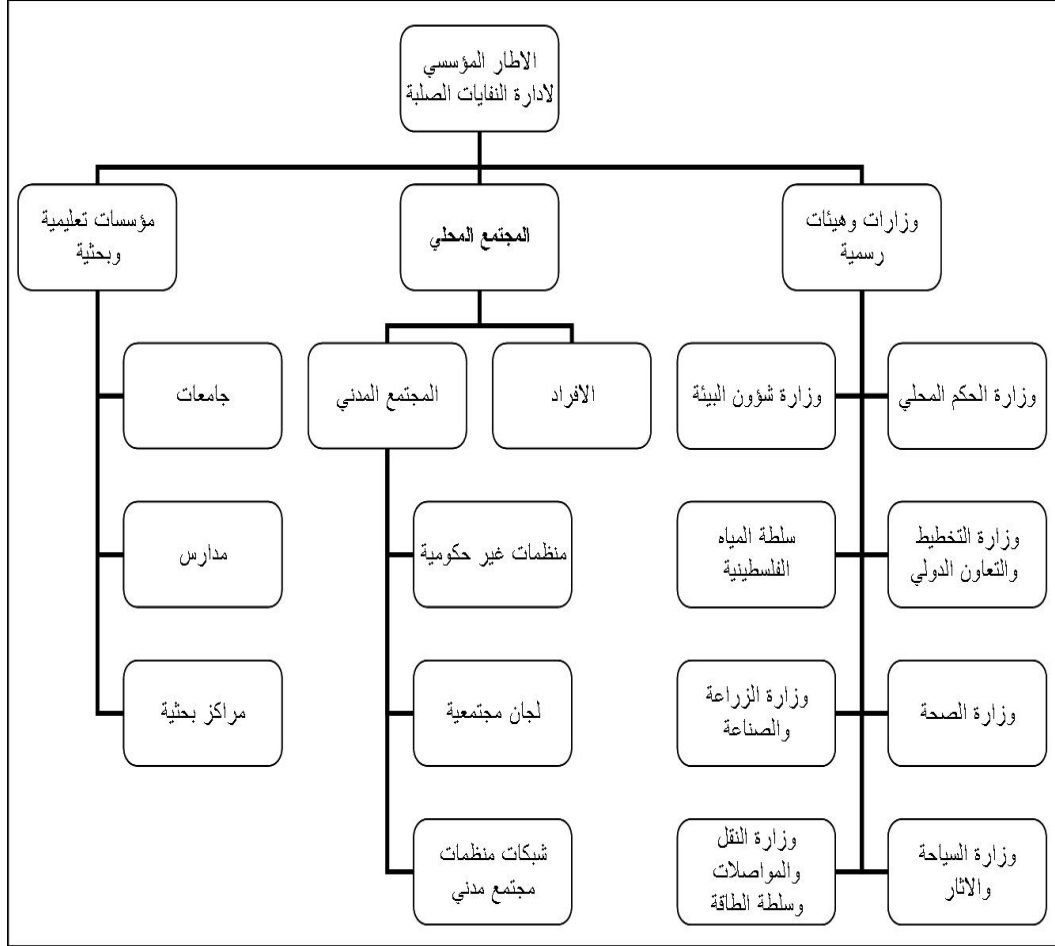 الاطار المؤسسي
لادارة النفايات الصلبة
وزارات وهيئات
رسمية
المجتمع المحلي
مؤسسات تعليمية
وبحثية
وزارة الحكم المحلي
وزارة شؤون البيئة
الافراد
المجتمع المدني
جامعات
وزارة التخطيط
والتعاون الدولي
سلطة المياه
الفلسطينية
منظمات غير حكومية
مدارس
وزارة الصحة
وزارة الزراعة
والصناعة
لجان مجتمعية
مراكز بحثية
وزارة السياحة
والاثار
وزارة النقل
والمواصلات
وسلطة الطاقة
شبكات منظمات
مجتمع مدني